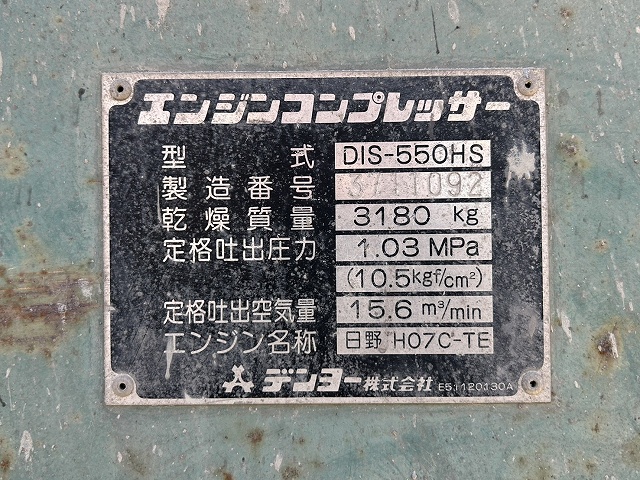 エンジンコンプレッサー
型式 DIS-550HS
製造番号
乾燥質量 3180 kg
定格吐出圧力 1.03 MPa
(10.5kgf/cm²)
定格吐出空気量 15.6 m³/min
エンジン名称 日野 H07C-TE
デンヨー株式会社